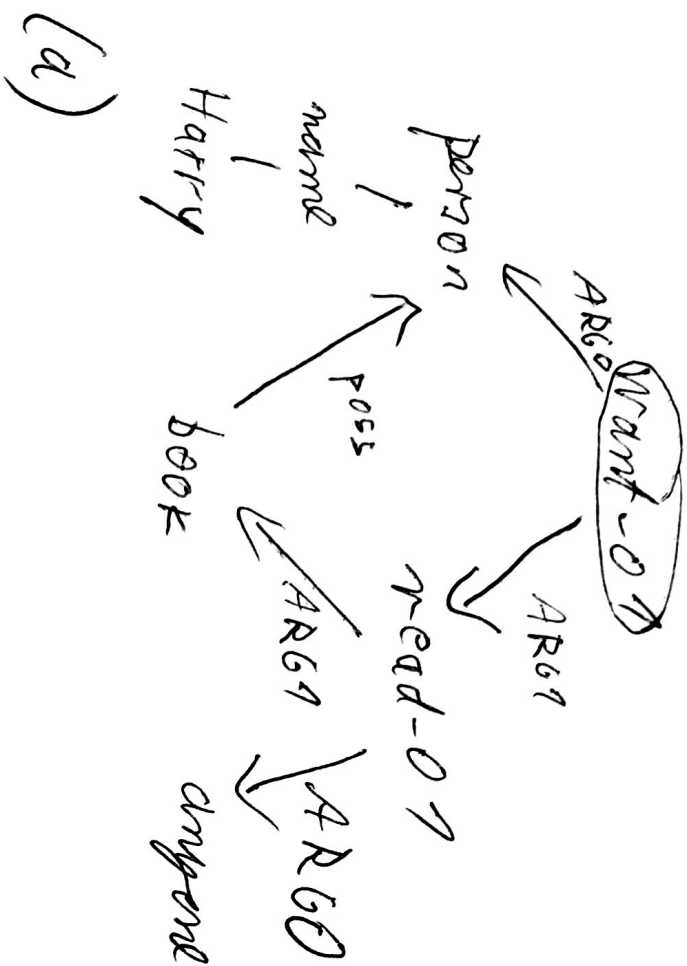 want-01
ARG0
ARG1
person
read-01
name
poss
ARG1
ARG0
Harry
book
anyone
(d)